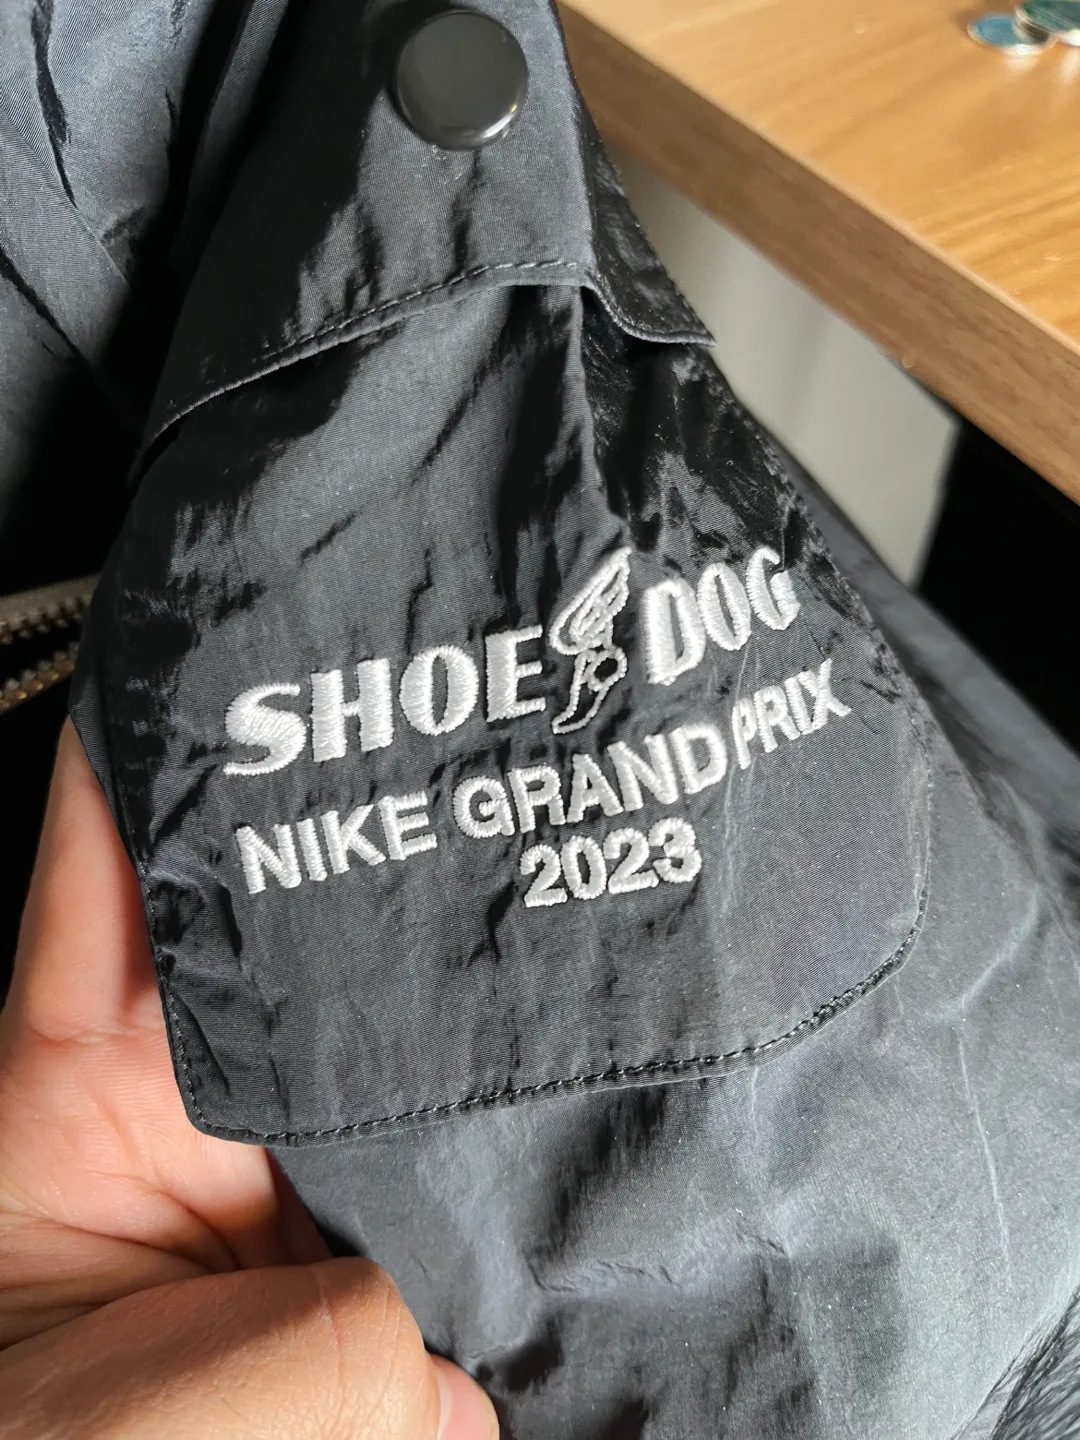 SHOE DOG
NIKE GRAND PRIX
2023